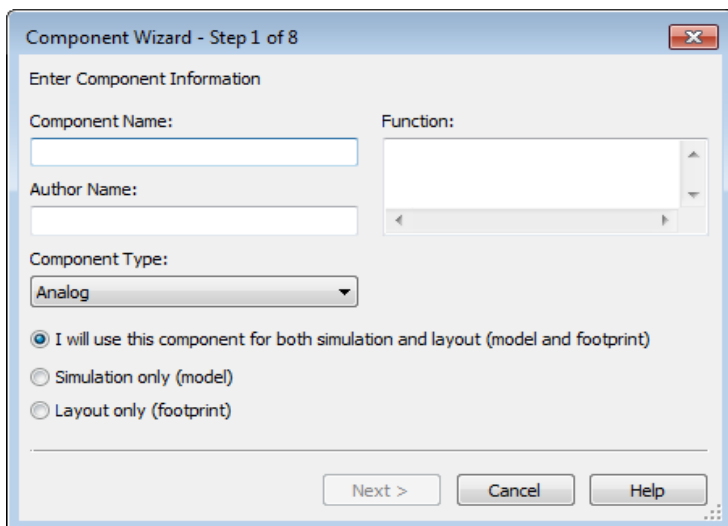 Component Wizard - Step 1 of 8
Enter Component Information
Component Name:
Function:
Author Name:
Component Type:
Analog
I will use this component for both simulation and layout (model and footprint)
Simulation only (model)
Layout only (footprint)
Next >
Cancel
Help